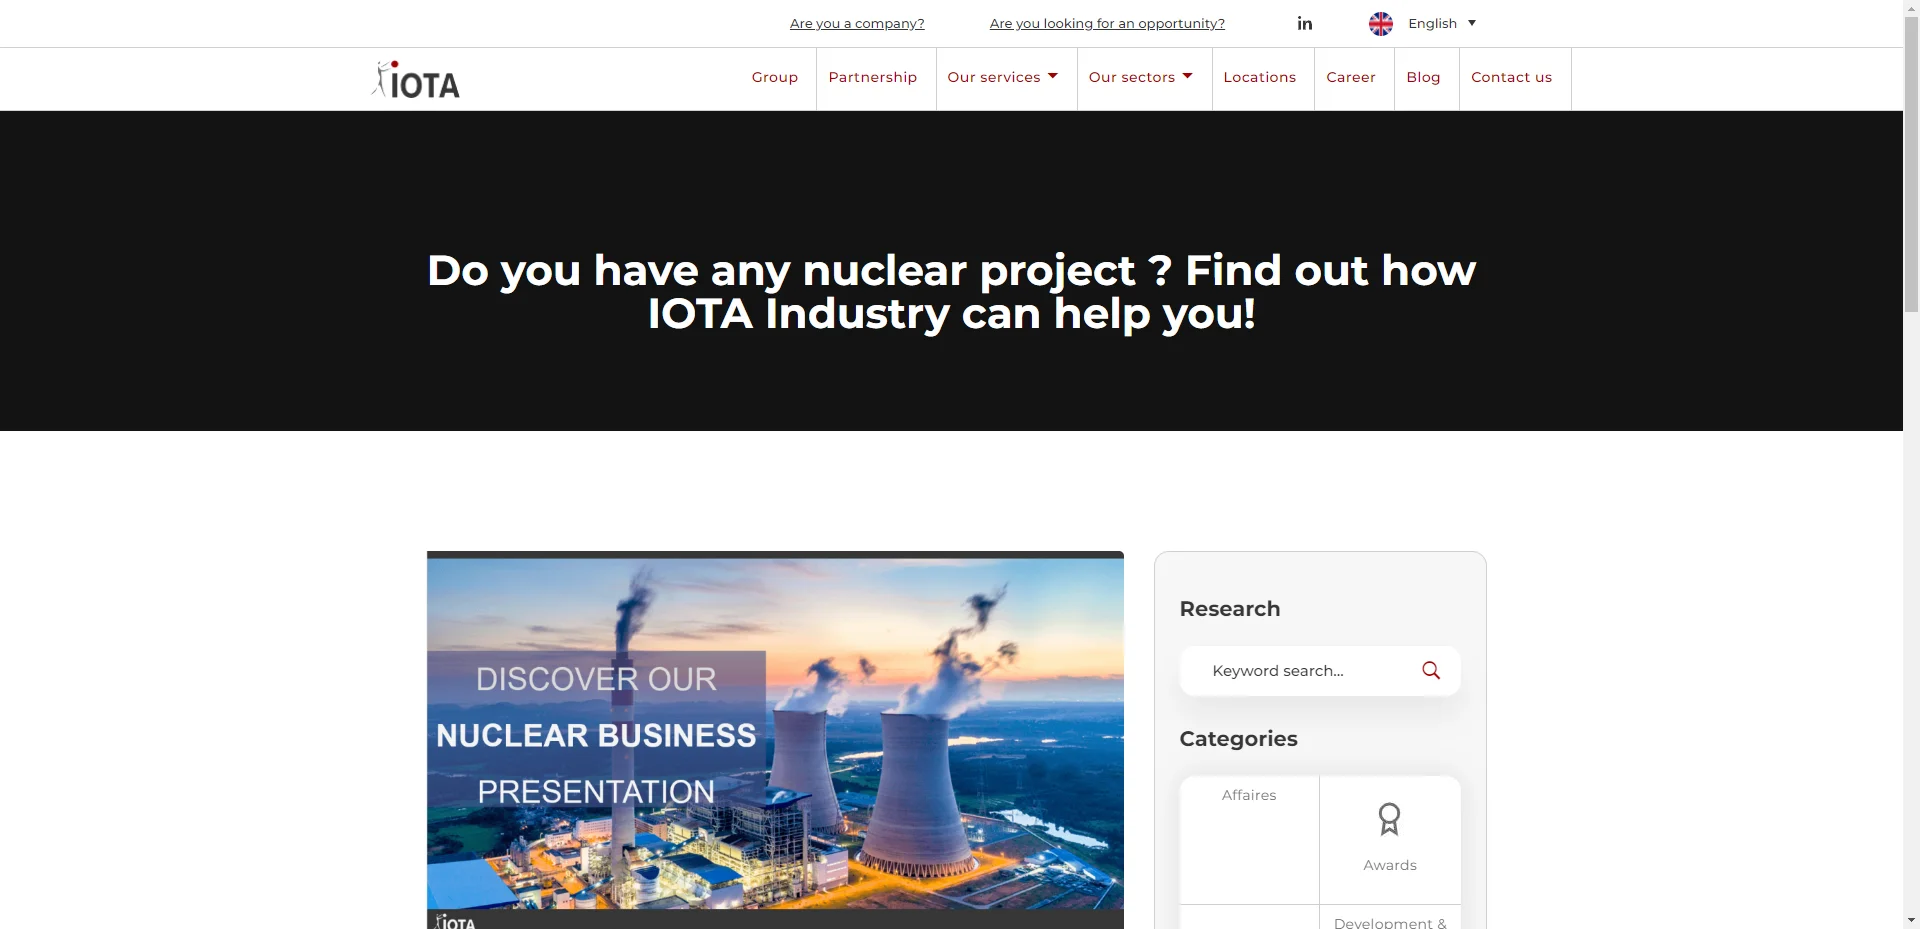 Are you a company?
Are you looking for an opportunity?
in
English
iOTA
Group
Partnership
Our services
Our sectors
Locations
Career
Blog
Contact us
Do you have any nuclear project ? Find out how
IOTA Industry can help you!
DISCOVER OUR
NUCLEAR BUSINESS
PRESENTATION
iOTA
Research
Keyword search...
Categories
Affaires
Awards
Development &